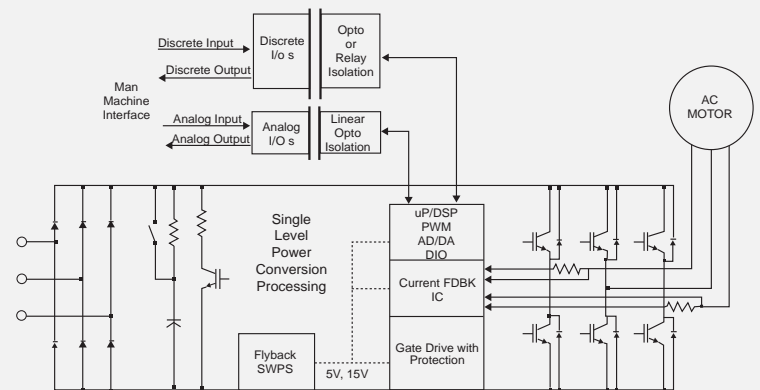 Discrete Input
Discrete Output
Discrete
I/o s
Opto
or
Relay
Isolation
Man
Machine
Interface
Analog Input
Analog Output
Analog
I/O s
Linear
Opto
Isolation
AC
MOTOR
Single
Level
Power
Conversion
Processing
uP/DSP
PWM
AD/DA
DIO
Current FDBK
IC
Gate Drive with
Protection
Flyback
SWPS
5V, 15V